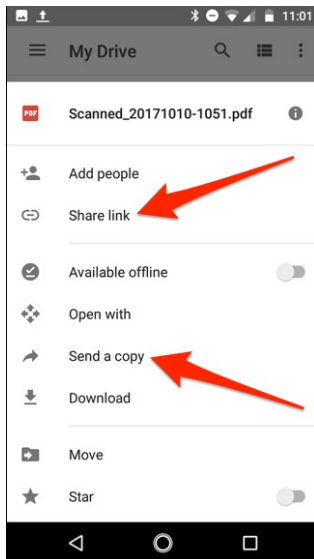 11:01
My Drive
PDF Scanned_20171010-1051.pdf
Add people
Share link
Available offline
Open with
Send a copy
Download
Move
Star